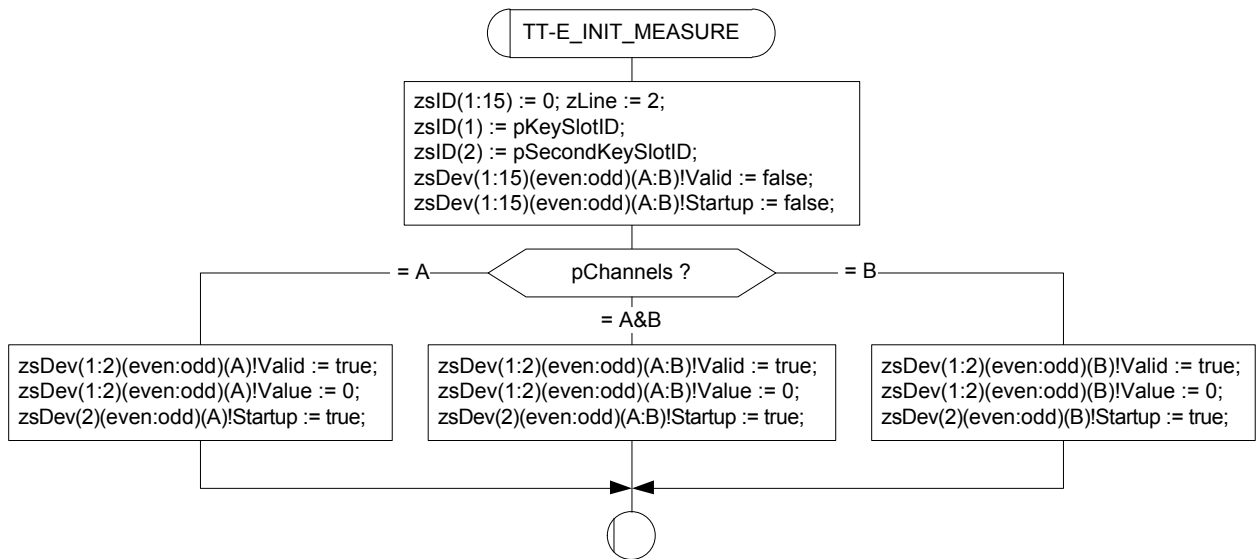 TT-E_INIT_MEASURE
zsID(1:15) := 0; zLine := 2;
zsID(1) := pKeySlotID;
zsID(2) := pSecondKeySlotID;
zsDev(1:15)(even:odd)(A:B)!Valid := false;
zsDev(1:15)(even:odd)(A:B)!Startup := false;
= A
pChannels ?
= B
= A&B
zsDev(1:2)(even:odd)(A)!Valid := true;
zsDev(1:2)(even:odd)(A)!Value := 0;
zsDev(2)(even:odd)(A)!Startup := true;
zsDev(1:2)(even:odd)(A:B)!Valid := true;
zsDev(1:2)(even:odd)(A:B)!Value := 0;
zsDev(2)(even:odd)(A:B)!Startup := true;
zsDev(1:2)(even:odd)(B)!Valid := true;
zsDev(1:2)(even:odd)(B)!Value := 0;
zsDev(2)(even:odd)(B)!Startup := true;